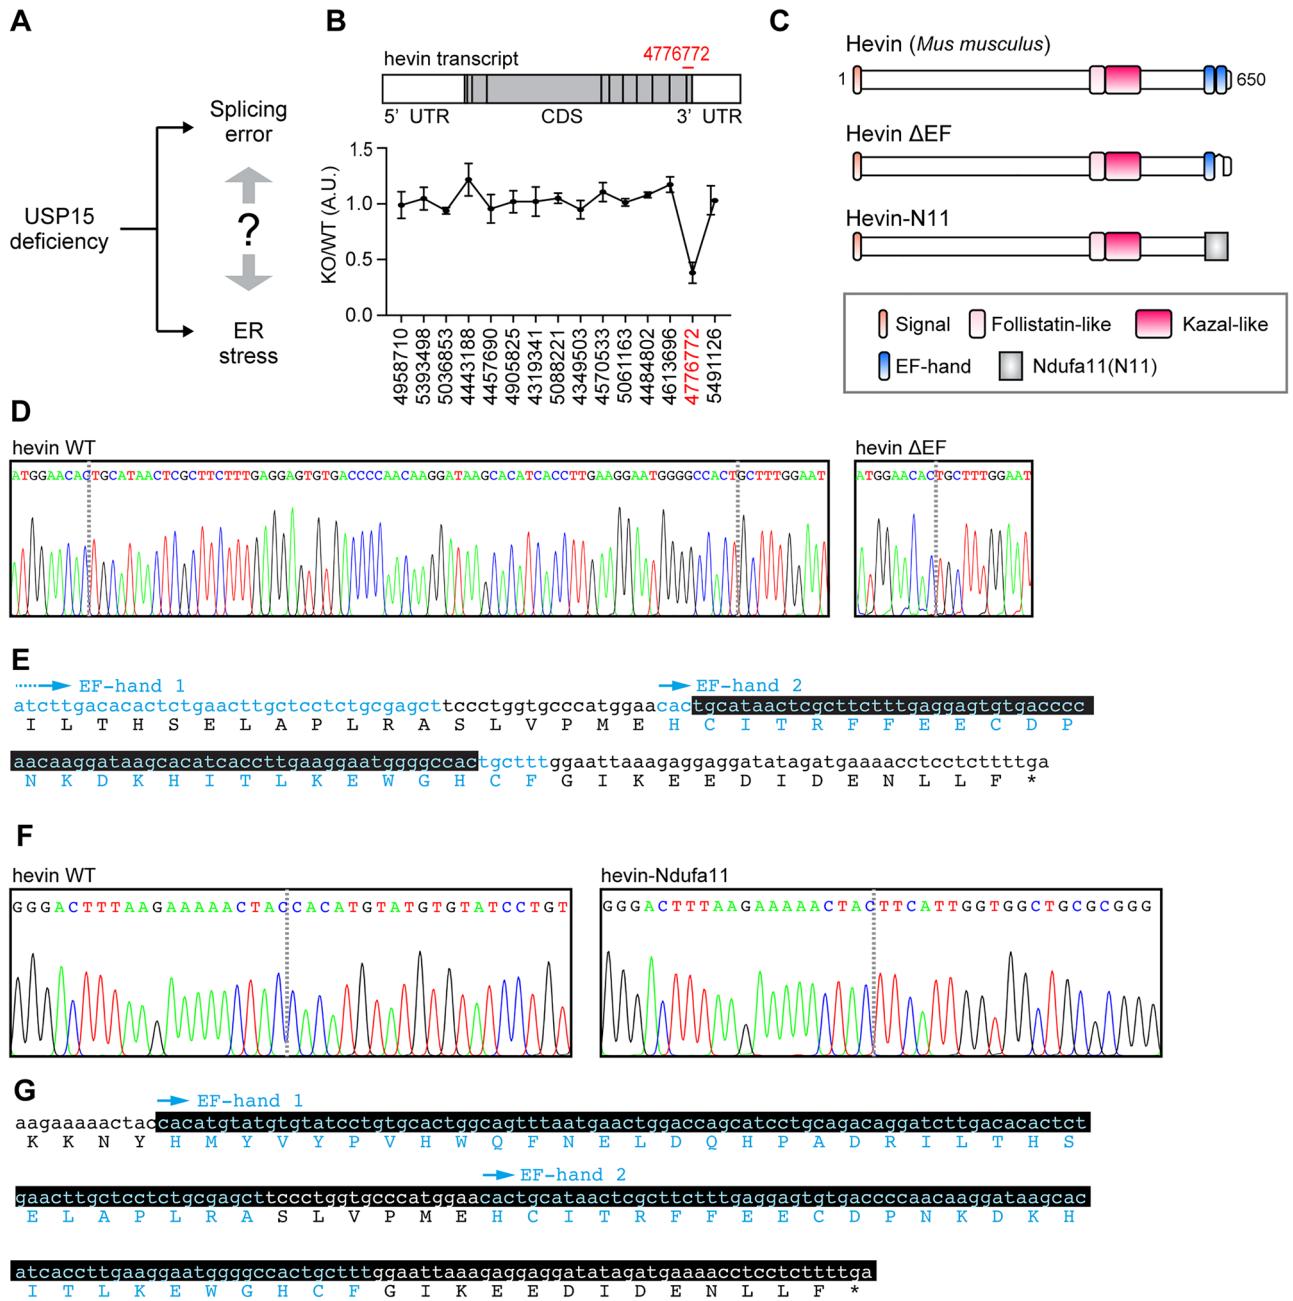 A
Splicing
error
?
USP15
deficiency
ER
stress
B
hevin transcript
4776772
5’ UTR CDS 3’ UTR
KO/WT (A.U.)
1.5
1.0
0.5
0.0
4958710
5393498
5036853
4443188
4457690
4905825
4319341
5088221
4349503
4570533
5061163
4484802
4613696
4776772
5491126
C
Hevin (Mus musculus)
1 650
Hevin ΔEF
Hevin-N11
Signal Follistatin-like Kazal-like
EF-hand Ndufa11(N11)
D
hevin WT
ATGGAACACTGCATAACTCGCTTCTTTGAGGAGTGTGACCCCAACAAGGATAAGCACATCACCTTGAAGGAATGGGGCCACTGCTTTGGAAT
hevin ΔEF
ATGGAACACTGCTTTGGAAT
E
EF-hand 1 EF-hand 2
atcttgacacactctgaacttgctcctctgcgagcttccctggtgcccatggaacactgcataactcgcttctttgaggagtgtgacccc
I L T H S E L A P L R A S L V P M E H C I T R F F E E C D P
aacaaggataagcacatcaccttgaaggaatggggccactgctttggaattaaagaggaggatatagatgaaaacctcctcttttga
N K D K H I T L K E W G H C F G I K E E D I D E N L L F *
F
hevin WT
GGGACTTTAAGAAAAACTACCACATGTATGTGTATCCTGT
hevin-Ndufa11
GGGACTTTAAGAAAAACTACTTCATTGGTGGCTGCGCGGG
G
EF-hand 1
aagaaaaactaccacatgtatgtgtatcctgtgcactggcagtttaatgaactggaccagcatcctgcagacaggatcttgacacactct
K K N Y H M Y V Y P V H W Q F N E L D Q H P A D R I L T H S
EF-hand 2
gaacttgctcctctgcgagcttccctggtgcccatggaacactgcataactcgcttctttgaggagtgtgaccccaacaaggataagcac
E L A P L R A S L V P M E H C I T R F F E E C D P N K D K H
atcaccttgaaggaatggggccactgctttggaattaaagaggaggatatagatgaaaacctcctcttttga
I T L K E W G H C F G I K E E D I D E N L L F *